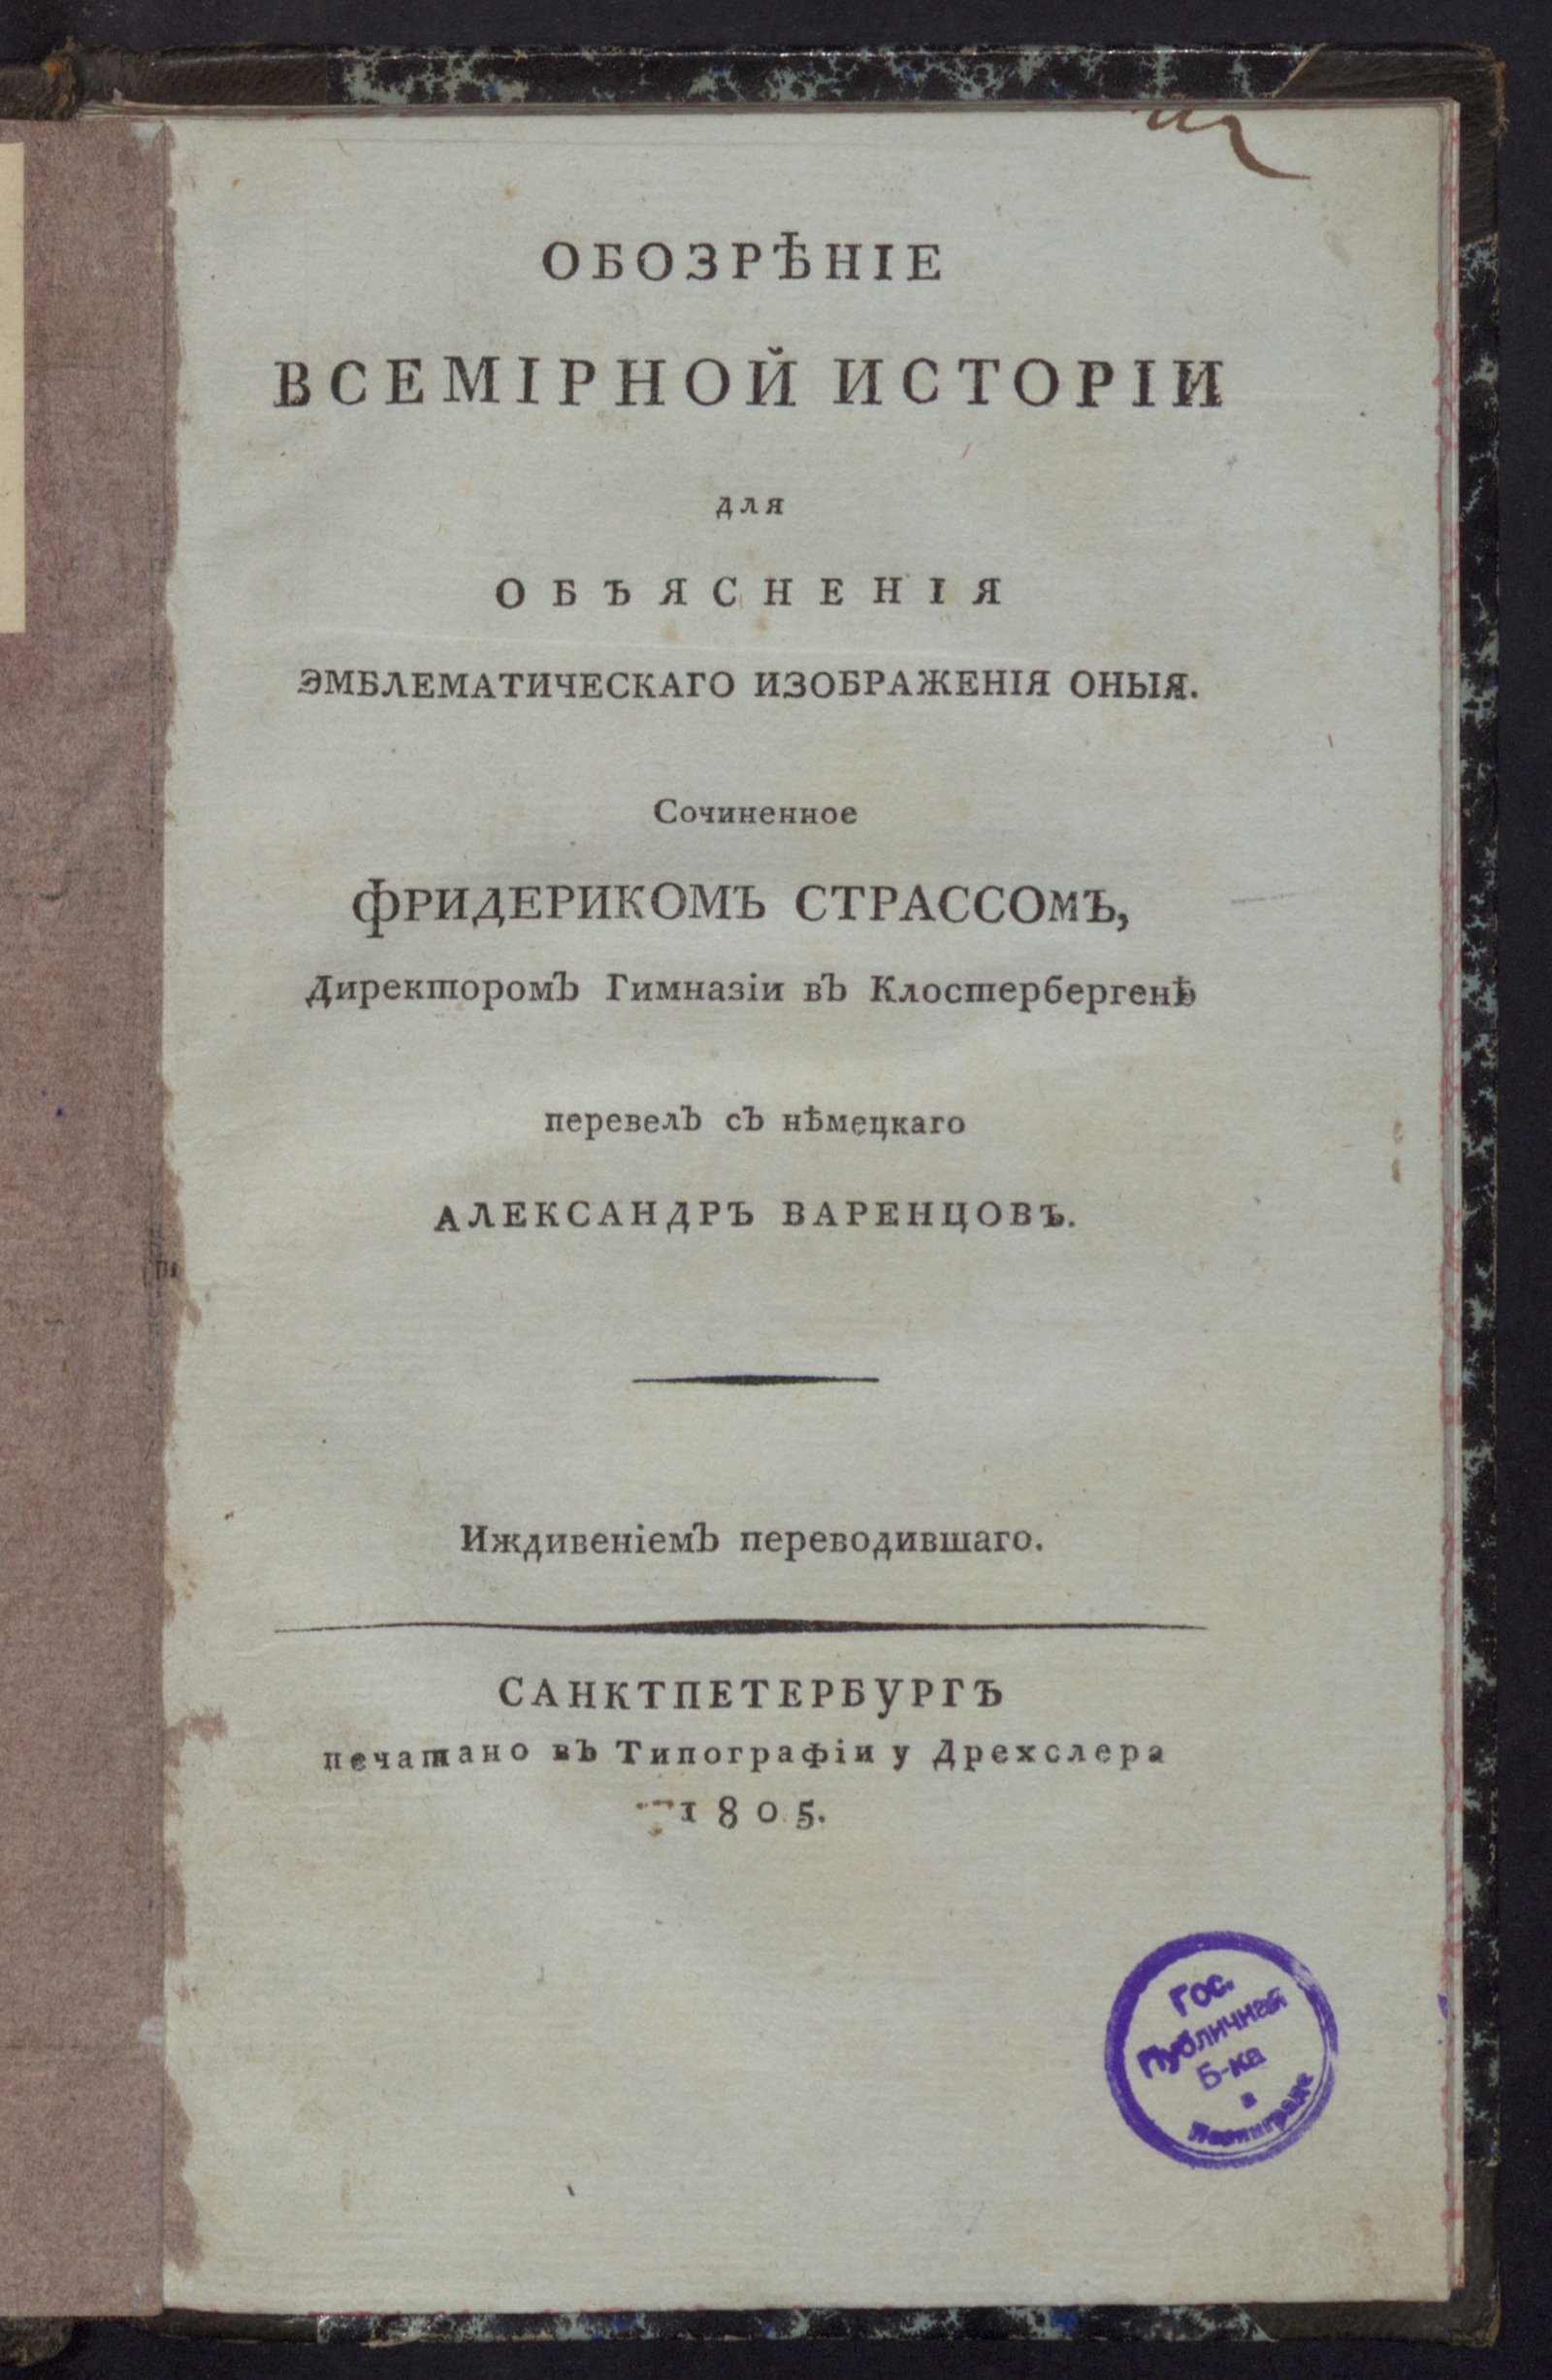 ОБОЗРѢНІЕ
ВСЕМІРНОЙ ИСТОРІИ
для
ОБЪЯСНЕНІЯ
ЭМБЛЕМАТИЧЕСКАГО ИЗОБРАЖЕНІЯ ОНЫЯ.
Сочиненное
ФРИДЕРИКОМЪ СТРАССОМЪ,
Директоромъ Гимназіи въ Клостербергенѣ
перевелъ съ нѣмецкаго
АЛЕКСАНДРЪ ВАРЕНЦОВЪ.
Иждивеніемъ переводившаго.
САНКТПЕТЕРБУРГЪ
печатано въ Типографіи у Дрехслера
1805.
Гос.
Публичная
Б-ка
в
Ленинграде